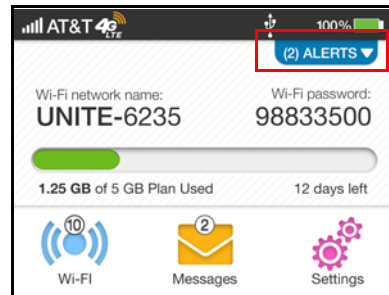 AT&T 4G LTE 100%
(2) ALERTS
Wi-Fi network name: Wi-Fi password:
UNITE-6235 98833500
1.25 GB of 5 GB Plan Used 12 days left
10 2
Wi-FI Messages Settings